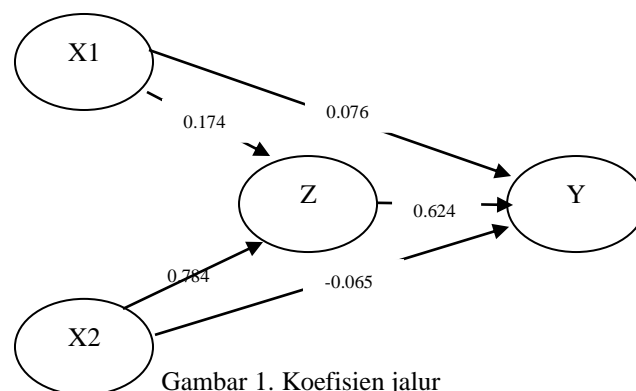 X1
0.076
0.174
Z
Y
0.624
0.784
-0.065
X2
Gambar 1. Koefisien jalur